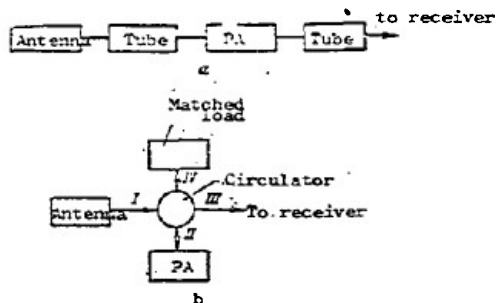 to receiver
Antenna Tube PA Tube
a
Matched
load
IV
Circulator
I III
Antenna To receiver
II
PA
b